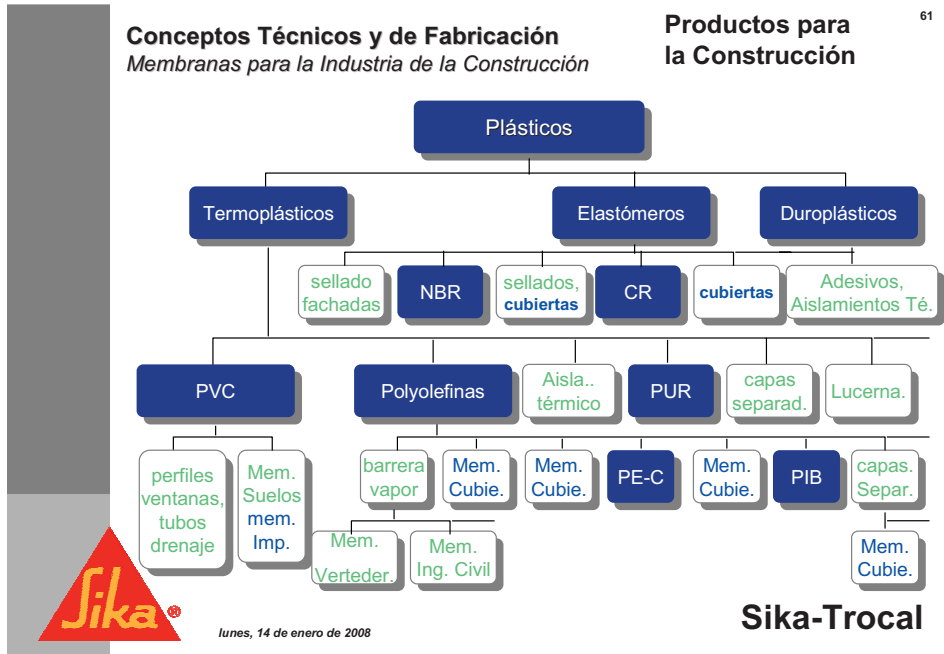 Conceptos Técnicos y de Fabricación
Membranas para la Industria de la Construcción
Productos para
la Construcción
61
Plásticos
Termoplásticos
Elastómeros
Duroplásticos
sellado
fachadas
NBR
sellados,
cubiertas
CR
cubiertas
Adesivos,
Aislamientos Té.
PVC
Polyolefinas
Aisla..
térmico
PUR
capas
separad.
Lucerna.
perfiles
ventanas,
tubos
drenaje
Mem.
Suelos
mem.
Imp.
barrera
vapor
Mem.
Cubie.
Mem.
Cubie.
PE-C
Mem.
Cubie.
PIB
capas.
Separ.
Mem.
Verteder.
Mem.
Ing. Civil
Mem.
Cubie.
Sika®
lunes, 14 de enero de 2008
Sika-Trocal